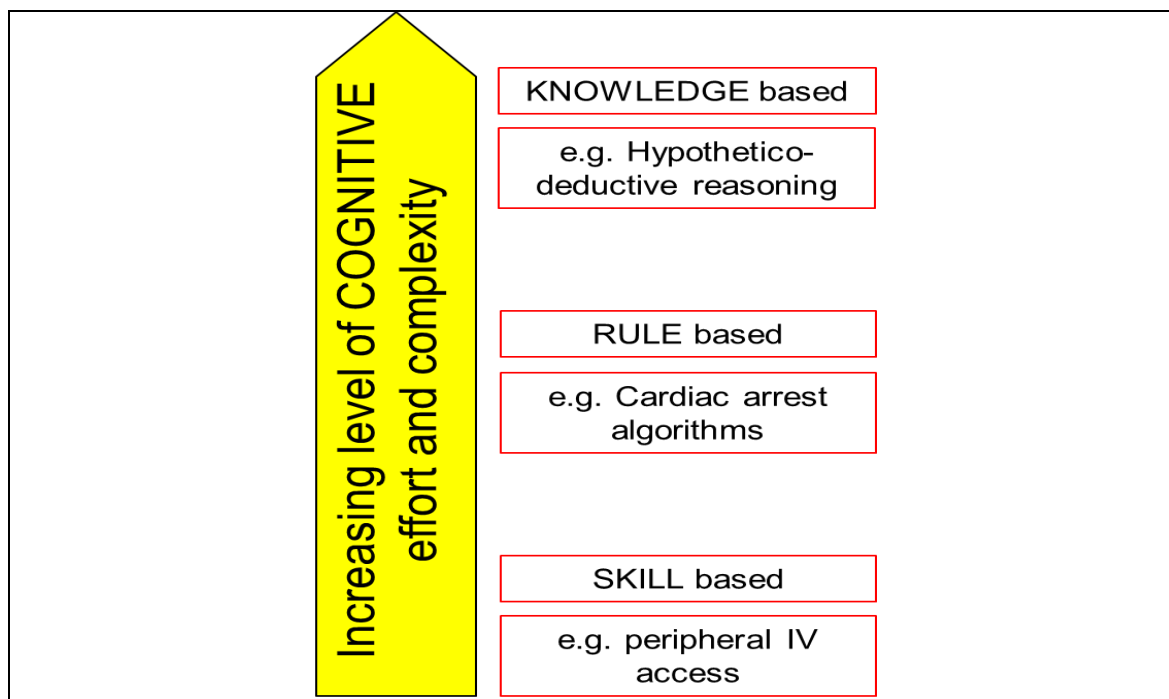 Increasing level of COGNITIVE
effort and complexity
KNOWLEDGE based
e.g. Hypothetico-
deductive reasoning
RULE based
e.g. Cardiac arrest
algorithms
SKILL based
e.g. peripheral IV
access